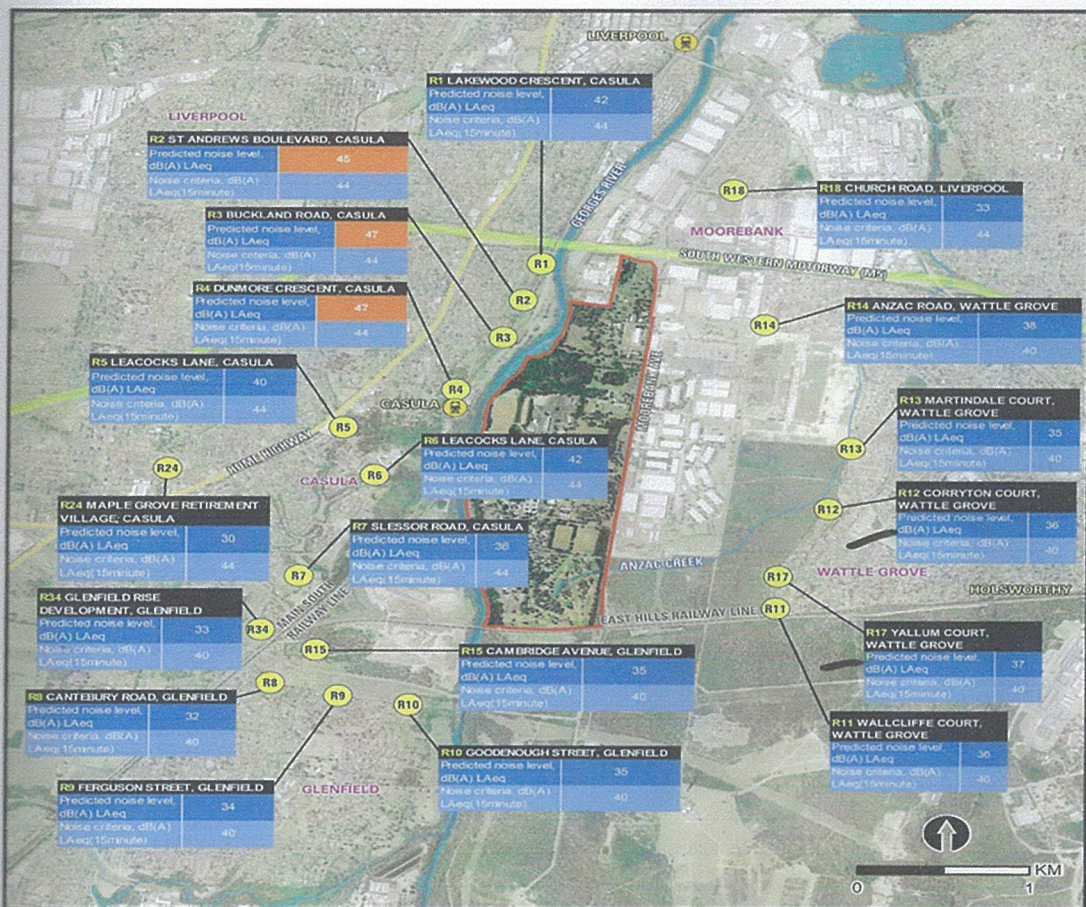 LIVERPOOL
R1 LAKEWOOD CRESCENT, CASULA
Predicted noise level, dB(A) LAeq 42
Noise criteria, dB(A) LAeq(15minute) 44
LIVERPOOL
R2 ST ANDREWS BOULEVARD, CASULA
Predicted noise level, dB(A) LAeq 45
Noise criteria, dB(A) LAeq(15minute) 44
GEORGES RIVER
R18
R18 CHURCH ROAD, LIVERPOOL
Predicted noise level, dB(A) LAeq 33
Noise criteria, dB(A) LAeq(15minute) 44
MOOREBANK
R3 BUCKLAND ROAD, CASULA
Predicted noise level, dB(A) LAeq 47
Noise criteria, dB(A) LAeq(15minute) 44
SOUTH WESTERN MOTORWAY (M5)
R1
R4 DUNMORE CRESCENT, CASULA
Predicted noise level, dB(A) LAeq 47
Noise criteria, dB(A) LAeq(15minute) 44
R2
R14 ANZAC ROAD, WATTLE GROVE
Predicted noise level, dB(A) LAeq 38
Noise criteria, dB(A) LAeq(15minute) 40
R14
R3
R5 LEACOCKS LANE, CASULA
Predicted noise level, dB(A) LAeq 40
Noise criteria, dB(A) LAeq(15minute) 44
R4
CASULA
MOOREBANK AVE
R13 MARTINDALE COURT, WATTLE GROVE
Predicted noise level, dB(A) LAeq 35
Noise criteria, dB(A) LAeq(15minute) 40
R5
HUME HIGHWAY
R13
R6 LEACOCKS LANE, CASULA
Predicted noise level, dB(A) LAeq 42
Noise criteria, dB(A) LAeq(15minute) 44
R24
R6
CASULA
R12 CORRYTON COURT, WATTLE GROVE
Predicted noise level, dB(A) LAeq 36
Noise criteria, dB(A) LAeq(15minute) 40
R24 MAPLE GROVE RETIREMENT VILLAGE, CASULA
Predicted noise level, dB(A) LAeq 30
Noise criteria, dB(A) LAeq(15minute) 44
R12
R7 SLESSOR ROAD, CASULA
Predicted noise level, dB(A) LAeq 36
Noise criteria, dB(A) LAeq(15minute) 44
ANZAC CREEK
WATTLE GROVE
R7
R17
HOLSWORTHY
MAIN SOUTH RAILWAY LINE
R34 GLENFIELD RISE DEVELOPMENT, GLENFIELD
Predicted noise level, dB(A) LAeq 33
Noise criteria, dB(A) LAeq(15minute) 40
R34
EAST HILLS RAILWAY LINE
R11
R17 YALLUM COURT, WATTLE GROVE
Predicted noise level, dB(A) LAeq 37
Noise criteria, dB(A) LAeq(15minute) 40
R15
R15 CAMBRIDGE AVENUE, GLENFIELD
Predicted noise level, dB(A) LAeq 35
Noise criteria, dB(A) LAeq(15minute) 40
R8
R9
R10
R8 CANTEBURY ROAD, GLENFIELD
Predicted noise level, dB(A) LAeq 32
Noise criteria, dB(A) LAeq(15minute) 40
R11 WALLCLIFFE COURT, WATTLE GROVE
Predicted noise level, dB(A) LAeq 36
Noise criteria, dB(A) LAeq(15minute) 40
R10 GOODENOUGH STREET, GLENFIELD
Predicted noise level, dB(A) LAeq 35
Noise criteria, dB(A) LAeq(15minute) 40
R9 FERGUSON STREET, GLENFIELD
Predicted noise level, dB(A) LAeq 34
Noise criteria, dB(A) LAeq(15minute) 40
GLENFIELD
KM
0 1